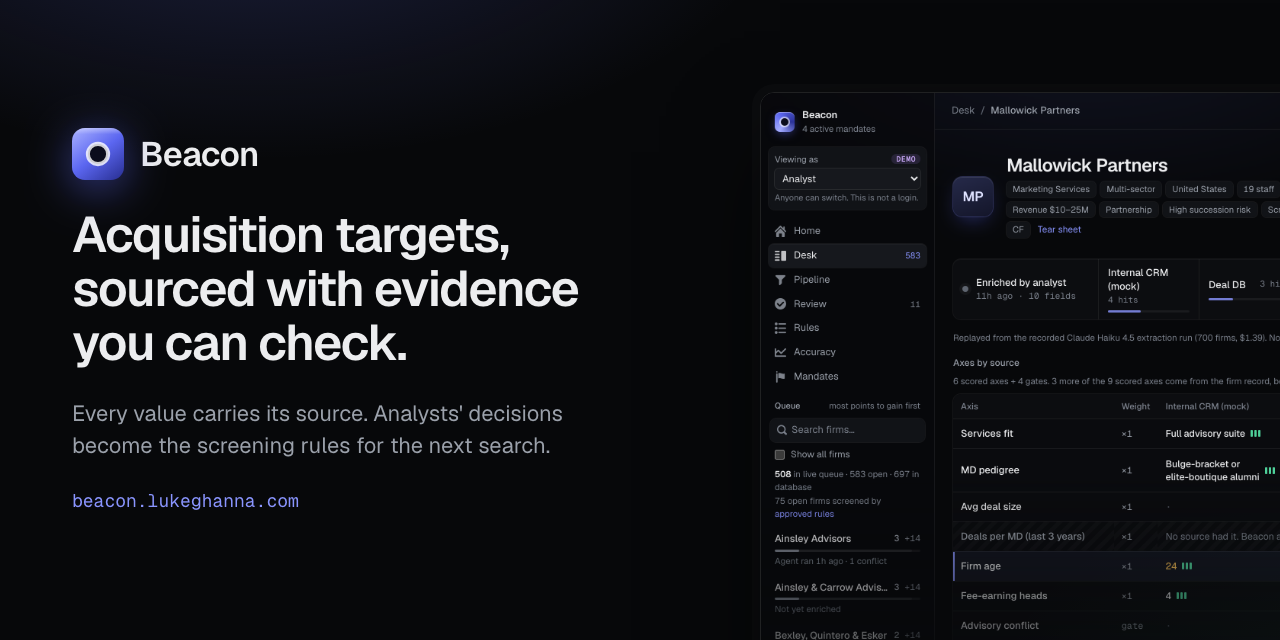 Beacon
Acquisition targets,
sourced with evidence
you can check.
Every value carries its source. Analysts' decisions
become the screening rules for the next search.
beacon.lukeghanna.com
Beacon
4 active mandates
Viewing as DEMO
Analyst
Anyone can switch. This is not a login.
Home
Desk 583
Pipeline
Review 11
Rules
Accuracy
Mandates
Queue most points to gain first
Search firms...
Show all firms
508 in live queue · 583 open · 697 in
database
75 open firms screened by
approved rules
Ainsley Advisors 3 +14
Agent ran 1h ago · 1 conflict
Ainsley & Carrow Advis... 3 +14
Not yet enriched
Bexley, Quintero & Esker 2 +14
Desk / Mallowick Partners
MP
Mallowick Partners
Marketing Services Multi-sector United States 19 staff
Revenue $10–25M Partnership High succession risk
CF Tear sheet
Enriched by analyst
11h ago · 10 fields
Internal CRM
(mock)
4 hits
Deal DB 3
Replayed from the recorded Claude Haiku 4.5 extraction run (700 firms, $1.39).
Axes by source
6 scored axes + 4 gates. 3 more of the 9 scored axes come from the firm record,
Axis Weight Internal CRM (mock)
Services fit ×1 Full advisory suite
MD pedigree ×1 Bulge-bracket or
elite-boutique alumni
Avg deal size ×1 ·
Deals per MD (last 3 years) ×1 No source had it. Beacon
Firm age ×1 24
Fee-earning heads ×1 4
Advisory conflict gate ·